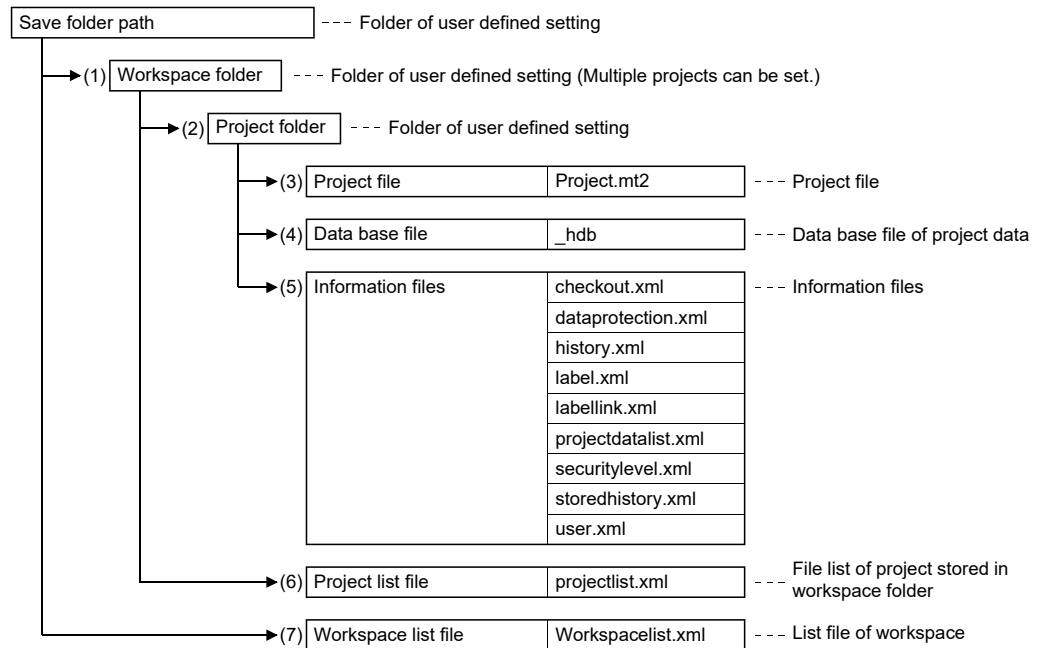 Save folder path --- Folder of user defined setting
(1) Workspace folder --- Folder of user defined setting (Multiple projects can be set.)
(2) Project folder --- Folder of user defined setting
(3) Project file Project.mt2 --- Project file
(4) Data base file _hdb --- Data base file of project data
(5) Information files checkout.xml --- Information files
dataprotection.xml
history.xml
label.xml
labellink.xml
projectdatalist.xml
securitylevel.xml
storedhistory.xml
user.xml
(6) Project list file projectlist.xml --- File list of project stored in
workspace folder
(7) Workspace list file Workspacelist.xml --- List file of workspace